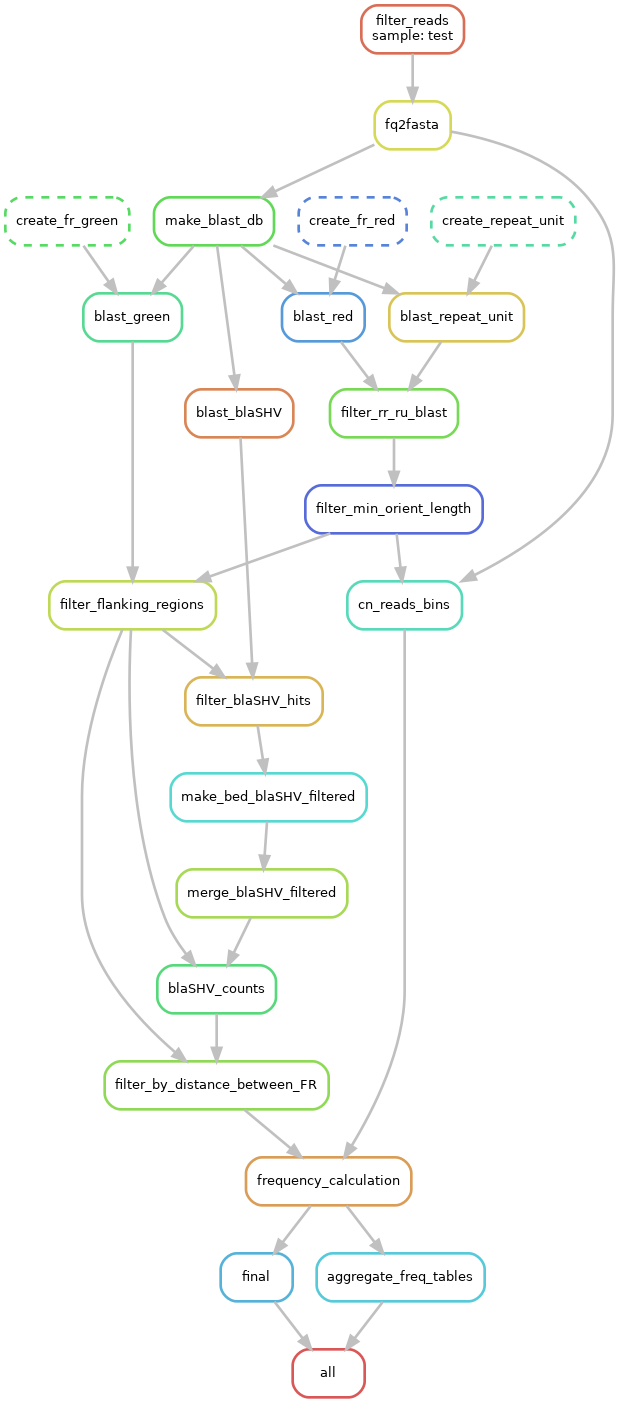 filter_reads
sample: test
fq2fasta
create_fr_green
make_blast_db
create_fr_red
create_repeat_unit
blast_green
blast_red
blast_repeat_unit
blast_blaSHV
filter_rr_ru_blast
filter_min_orient_length
filter_flanking_regions
cn_reads_bins
filter_blaSHV_hits
make_bed_blaSHV_filtered
merge_blaSHV_filtered
blaSHV_counts
filter_by_distance_between_FR
frequency_calculation
final
aggregate_freq_tables
all